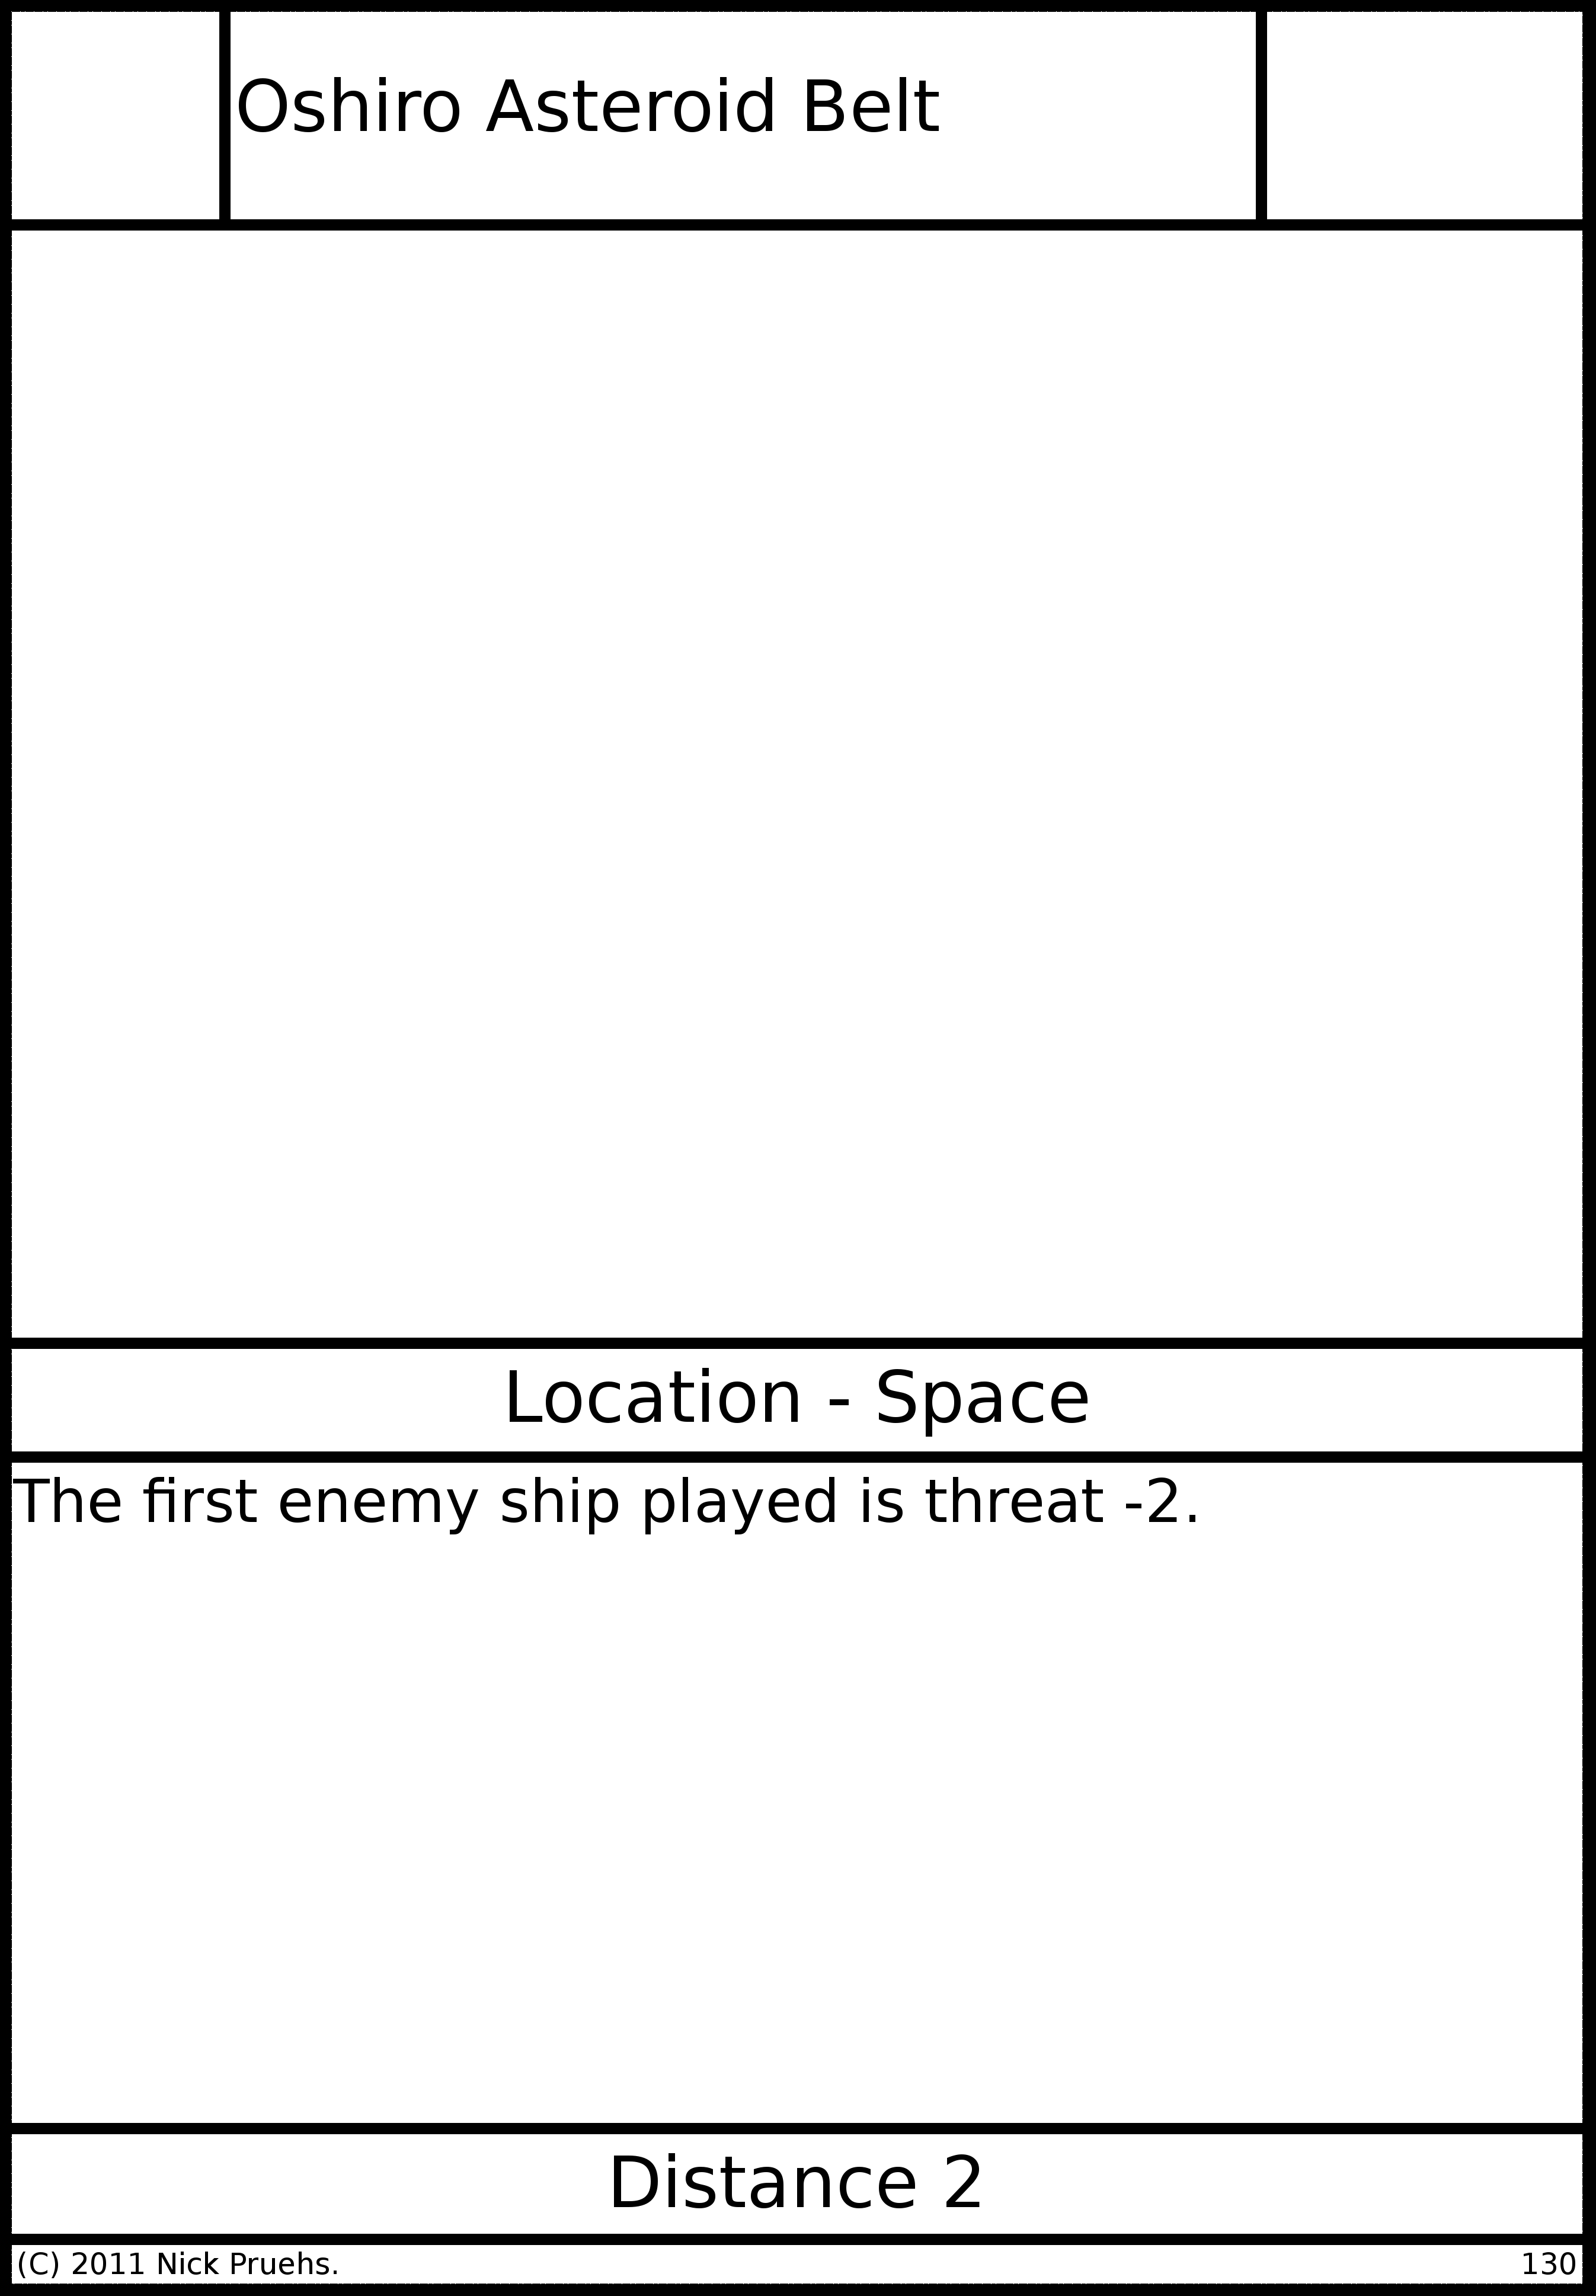 Oshiro Asteroid Belt
Location - Space
The first enemy ship played is threat -2.
Distance 2
(C) 2011 Nick Pruehs.
130